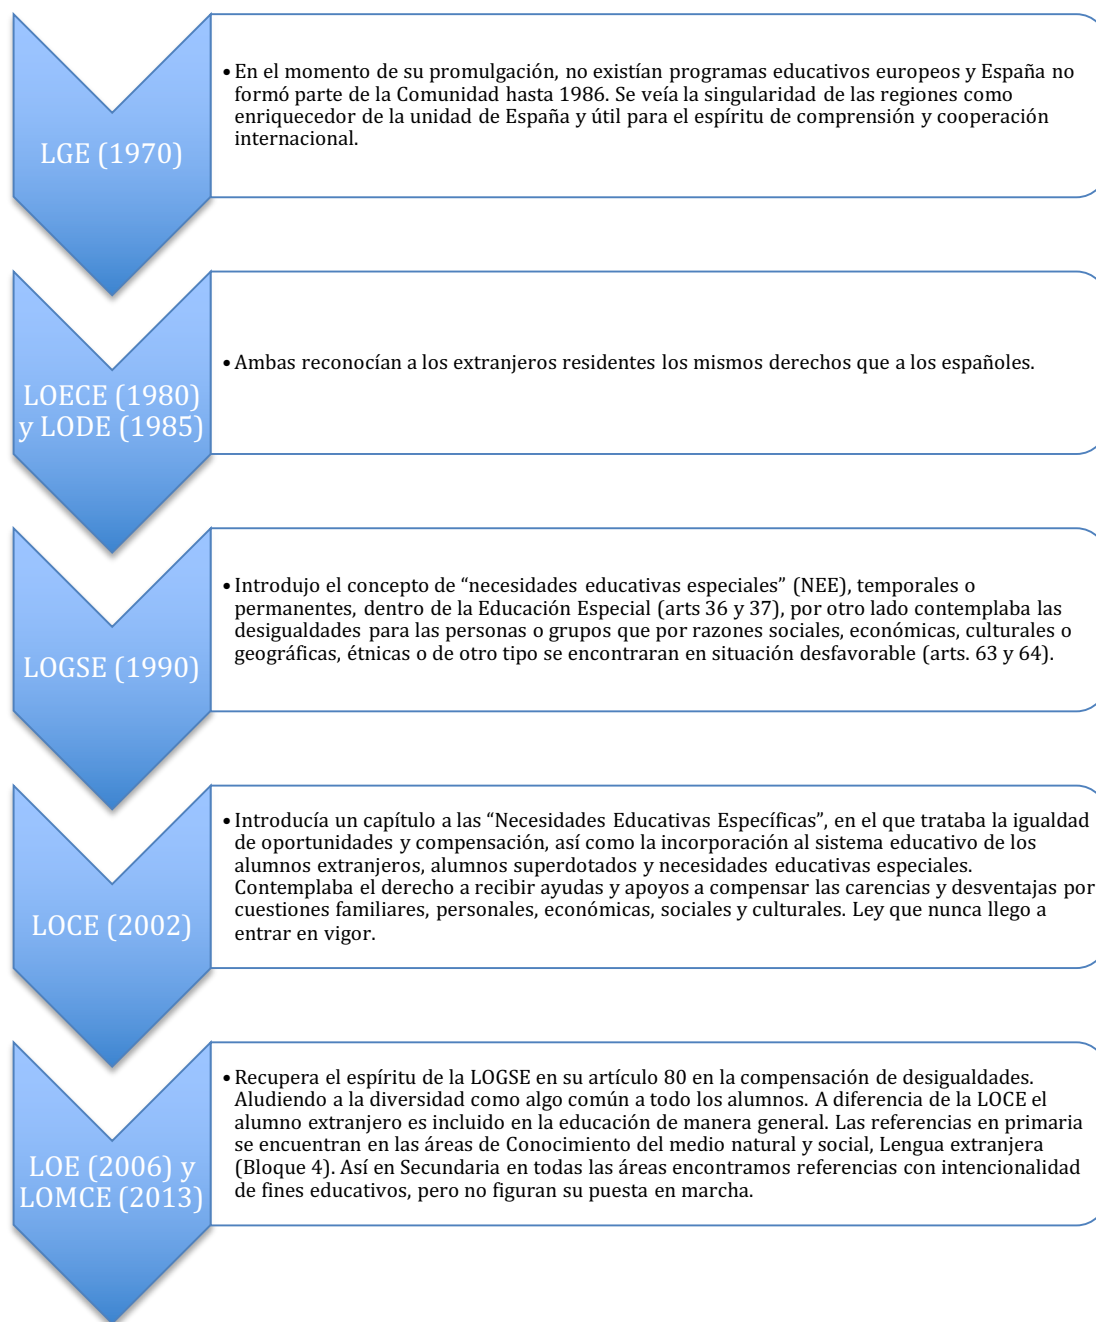 LGE (1970)
• En el momento de su promulgación, no existían programas educativos europeos y España no
formó parte de la Comunidad hasta 1986. Se veía la singularidad de las regiones como
enriquecedor de la unidad de España y útil para el espíritu de comprensión y cooperación
internacional.
LOECE (1980)
y LODE (1985)
• Ambas reconocían a los extranjeros residentes los mismos derechos que a los españoles.
LOGSE (1990)
• Introdujo el concepto de “necesidades educativas especiales” (NEE), temporales o
permanentes, dentro de la Educación Especial (arts 36 y 37), por otro lado contemplaba las
desigualdades para las personas o grupos que por razones sociales, económicas, culturales o
geográficas, étnicas o de otro tipo se encontraran en situación desfavorable (arts. 63 y 64).
LOCE (2002)
• Introducía un capítulo a las “Necesidades Educativas Específicas”, en el que trataba la igualdad
de oportunidades y compensación, así como la incorporación al sistema educativo de los
alumnos extranjeros, alumnos superdotados y necesidades educativas especiales.
Contemplaba el derecho a recibir ayudas y apoyos a compensar las carencias y desventajas por
cuestiones familiares, personales, económicas, sociales y culturales. Ley que nunca llego a
entrar en vigor.
LOE (2006) y
LOMCE (2013)
• Recupera el espíritu de la LOGSE en su artículo 80 en la compensación de desigualdades.
Aludiendo a la diversidad como algo común a todo los alumnos. A diferencia de la LOCE el
alumno extranjero es incluido en la educación de manera general. Las referencias en primaria
se encuentran en las áreas de Conocimiento del medio natural y social, Lengua extranjera
(Bloque 4). Así en Secundaria en todas las áreas encontramos referencias con intencionalidad
de fines educativos, pero no figuran su puesta en marcha.